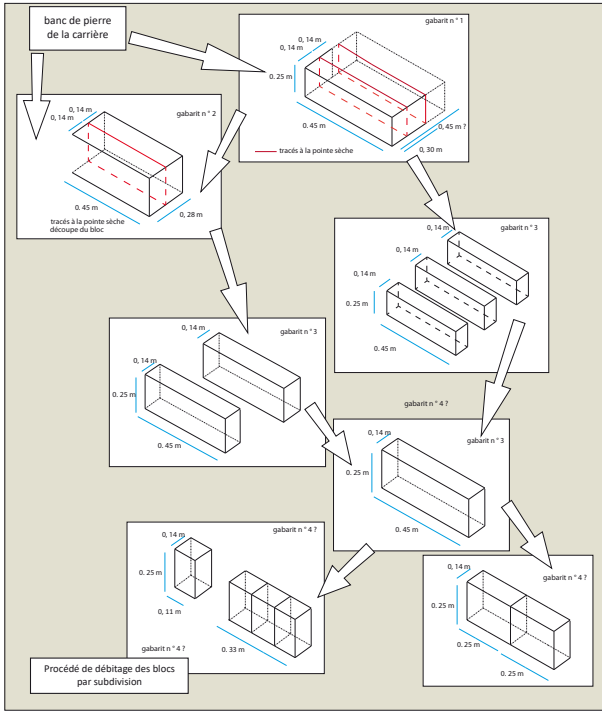 banc de pierre
de la carrière
gabarit n° 1
0, 14 m
0, 14 m
0. 25 m
0. 45 m
0, 45 m ?
0, 30 m
tracés à la pointe sèche
gabarit n° 2
0, 14 m
0, 14 m
0. 45 m
0, 28 m
tracés à la pointe sèche
découpe du bloc
gabarit n° 3
0, 14 m
0, 14 m
0, 14 m
0. 25 m
0. 45 m
gabarit n° 3
0, 14 m
0, 14 m
0. 25 m
0. 45 m
gabarit n° 4 ?
gabarit n° 3
0, 14 m
0. 25 m
0. 45 m
gabarit n° 4 ?
0, 14 m
0. 25 m
0, 11 m
0. 33 m
gabarit n° 4 ?
gabarit n° 4 ?
0, 14 m
0. 25 m
0. 25 m
0. 25 m
Procédé de débitage des blocs
par subdivision